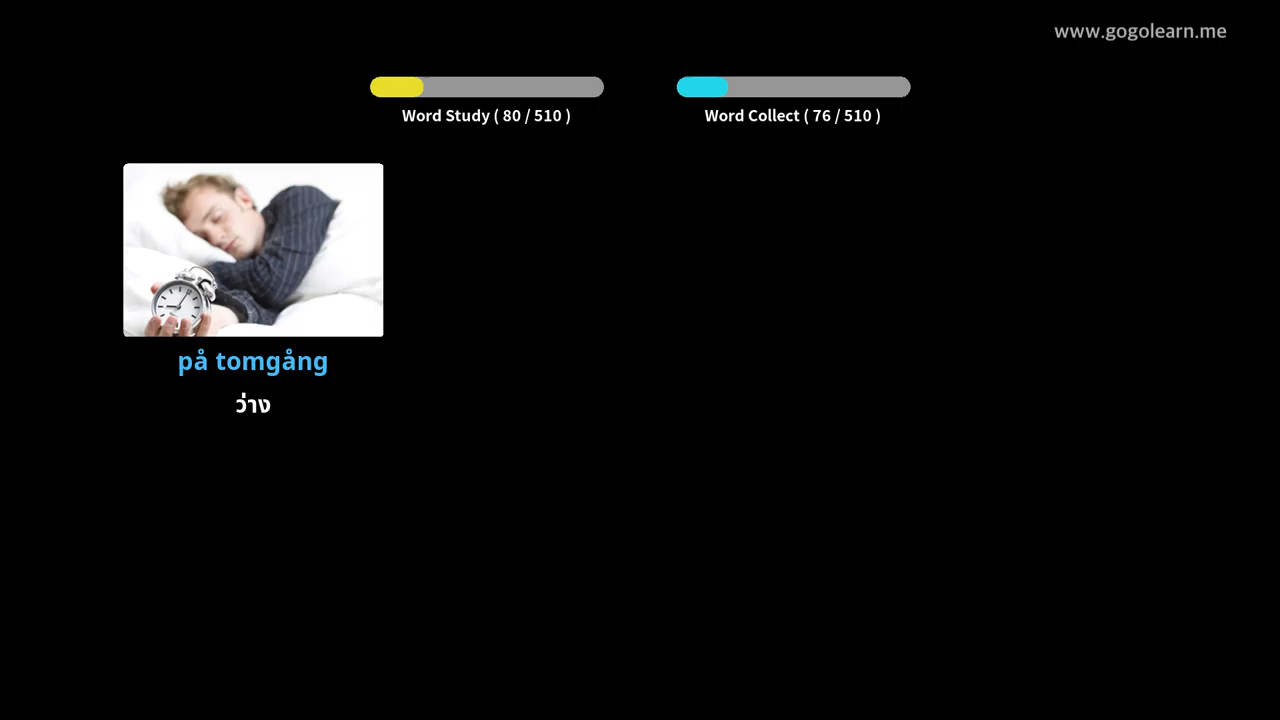 www.gogolearn.me
Word Study ( 80 / 510 )
Word Collect ( 76 / 510 )
på tomgång
ว่าง